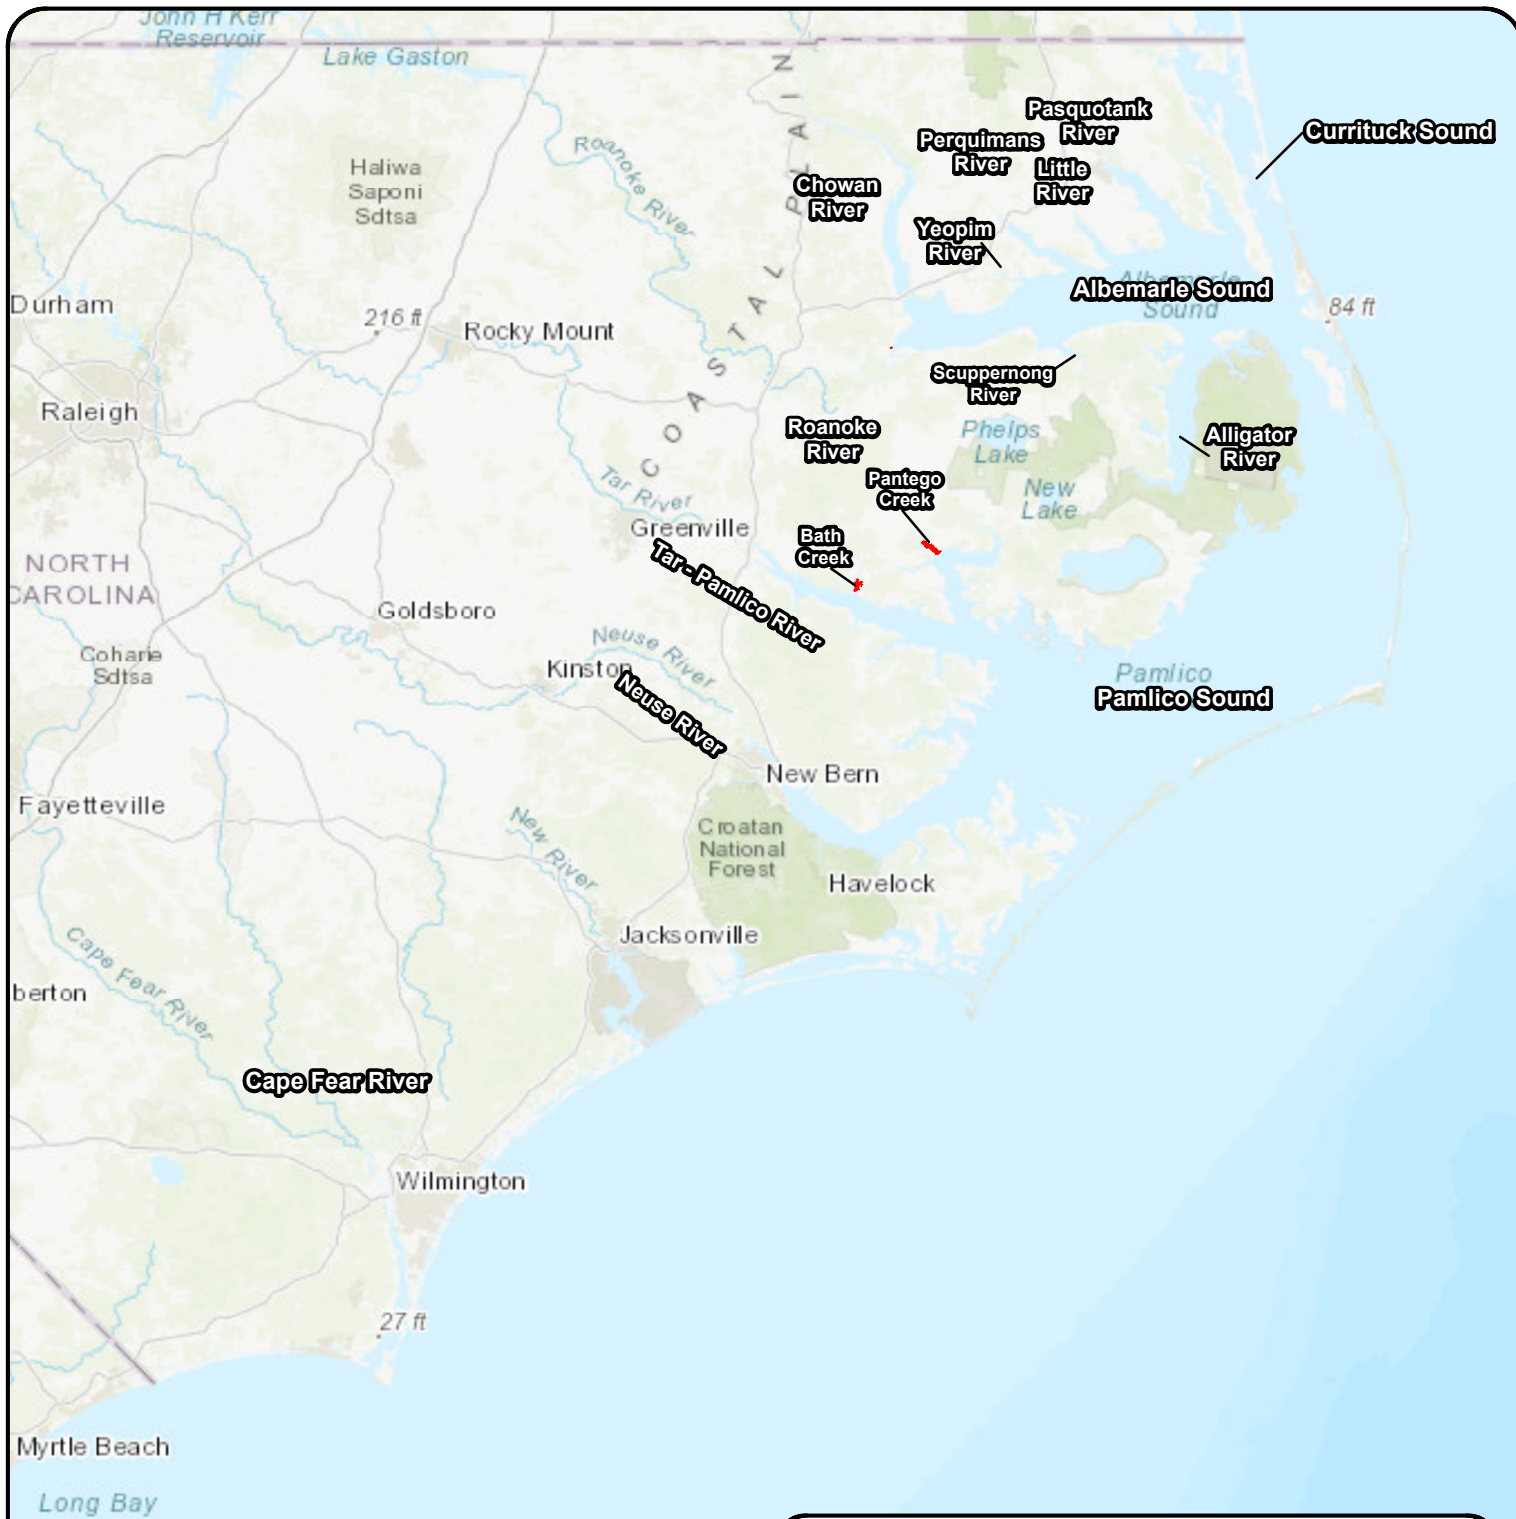 John H Kerr
Reservoir
Lake Gaston
Pasquotank
River
Currituck Sound
Perquimans
River
Little
River
Roanoke River
Haliwa
Saponi
Sdtsa
Chowan
River
Yeopim
River
COASTAL PLAIN
Albemarle
Sound
Albemarle Sound
Durham
216 ft
Rocky Mount
84 ft
Scuppernong
River
Raleigh
Roanoke
River
Phelps
Lake
Alligator
River
Pantego
Creek
New
Lake
Tar River
Greenville
Bath
Creek
NORTH
CAROLINA
Tar - Pamlico River
Goldsboro
Neuse River
Coharie
Sdtsa
Kinston
Pamlico
Pamlico Sound
Neuse River
New Bern
Fayetteville
New River
Croatan
National
Forest
Havelock
Jacksonville
Cape Fear River
berton
Cape Fear River
Wilmington
27 ft
Myrtle Beach
Long Bay